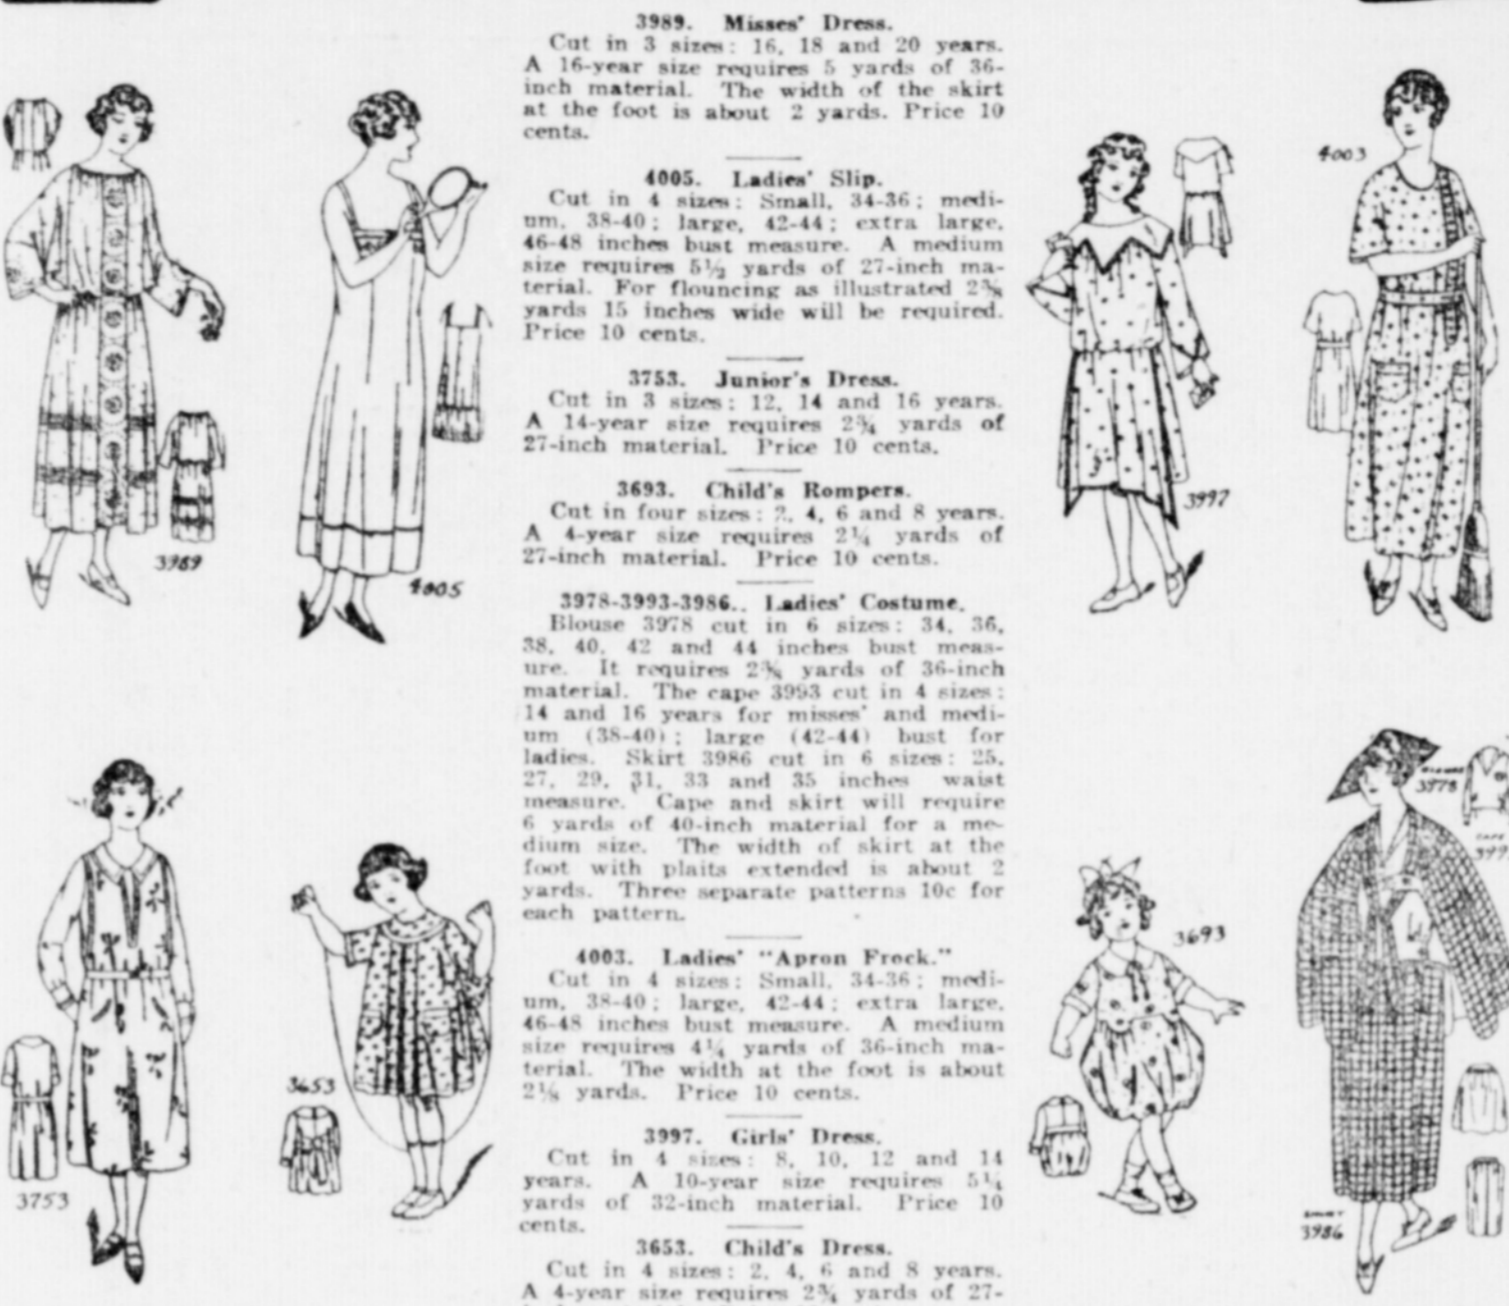 3989. Misses' Dress.
Cut in 3 sizes: 16, 18 and 20 years.
A 16-year size requires 5 yards of 36-
inch material. The width of the skirt
at the foot is about 2 yards. Price 10
cents.
4005. Ladies' Slip.
Cut in 4 sizes: Small, 34-36; medi-
um, 38-40; large, 42-44; extra large,
46-48 inches bust measure. A medium
size requires 5½ yards of 27-inch ma-
terial. For flouncing as illustrated 2⅝
yards 15 inches wide will be required.
Price 10 cents.
3753. Junior's Dress.
Cut in 3 sizes: 12, 14 and 16 years.
A 14-year size requires 2¾ yards of
27-inch material. Price 10 cents.
3693. Child's Rompers.
Cut in four sizes: 2, 4, 6 and 8 years.
A 4-year size requires 2¼ yards of
27-inch material. Price 10 cents.
3978-3993-3986.. Ladies' Costume.
Blouse 3978 cut in 6 sizes: 34, 36,
38, 40, 42 and 44 inches bust meas-
ure. It requires yards of 36-inch
material. The cape 3993 cut in 4 sizes:
14 and 16 years for misses' and medi-
um (38-40); large (42-44) bust for
ladies. Skirt 3986 cut in 6 sizes: 25,
27, 29, 31, 33 and 35 inches waist
measure. Cape and skirt will require
6 yards of 40-inch material for a me-
dium size. The width of skirt at the
foot with plaits extended is about 2
yards. Three separate patterns 10c for
each pattern.
4003. Ladies' "Apron Frock."
Cut in 4 sizes: Small, 34-36; medi-
um, 38-40; large, 42-44; extra large,
46-48 inches bust measure. A medium
size requires 4¼ yards of 36-inch ma-
terial. The width at the foot is about
2⅛ yards. Price 10 cents.
3997. Girls' Dress.
Cut in 4 sizes: 8, 10, 12 and 14
years. A 10-year size requires 5¼
yards of 32-inch material. Price 10
cents.
3653. Child's Dress.
Cut in 4 sizes: 2, 4, 6 and 8 years.
A 4-year size requires 2¾ yards of 27-
3989
4005
3997
4003
3753
3653
3693
3978
CAPE
SKIRT
3986